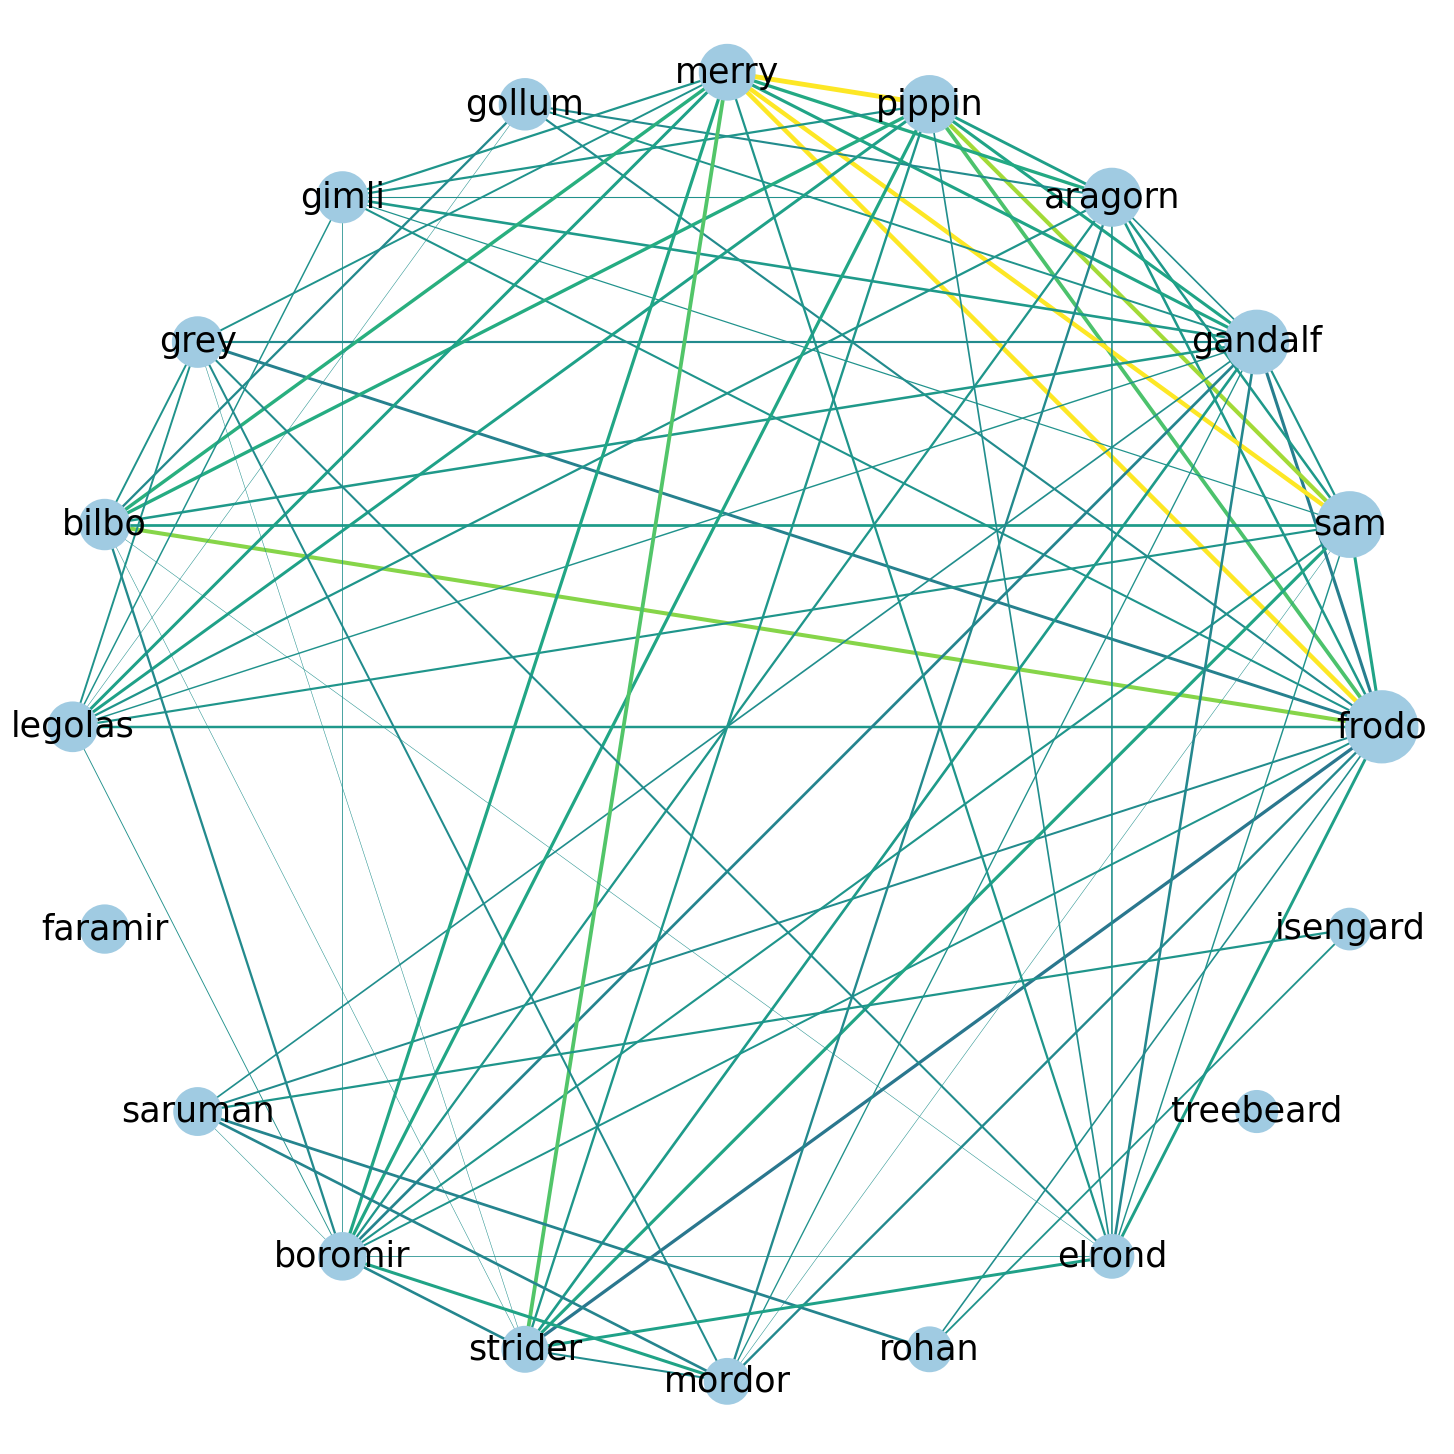 merry
gollum
pippin
gimli
aragorn
grey
gandalf
bilbo
sam
legolas
frodo
faramir
isengard
saruman
treebeard
boromir
elrond
strider
rohan
mordor